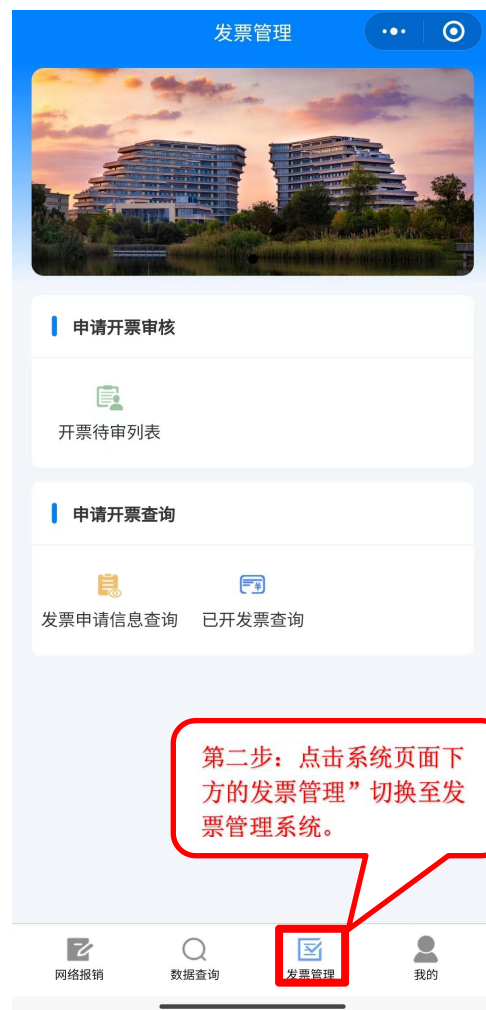 发票管理
申请开票审核
开票待审列表
申请开票查询
发票申请信息查询 已开发票查询
第二步：点击系统页面下
方的发票管理”切换至发
票管理系统。
网络报销 数据查询 发票管理 我的